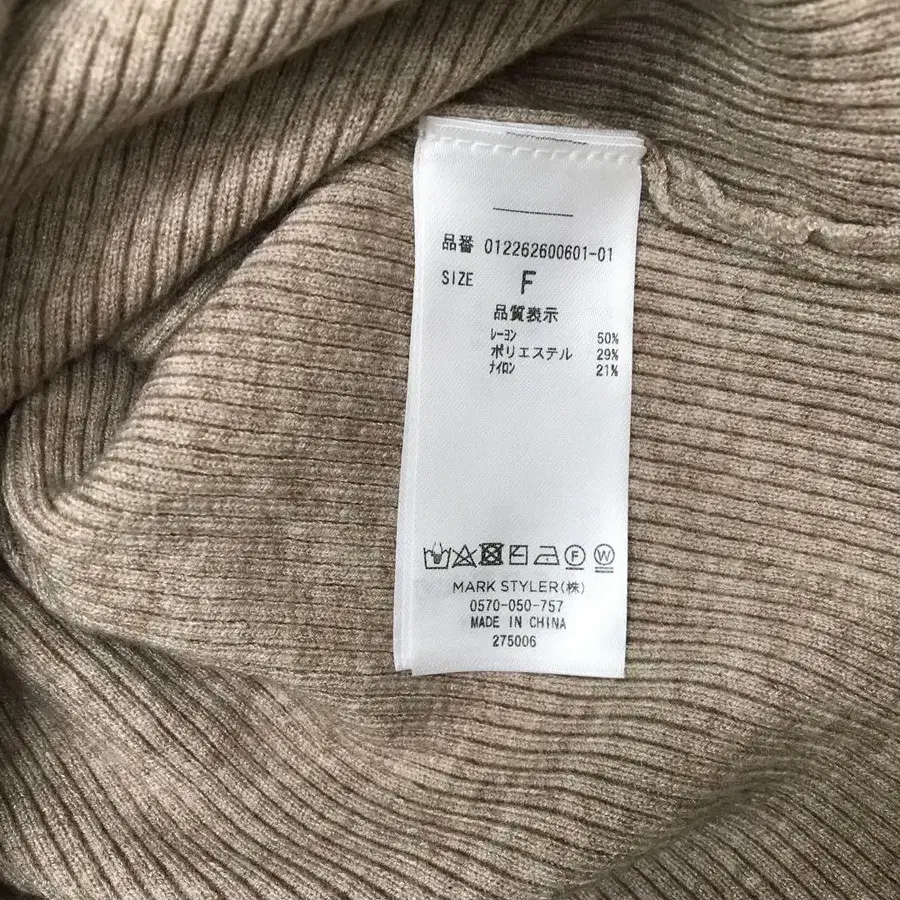 品番 012262600601-01
SIZE F
品質表示
レーヨン 50%
ポリエステル 29%
ナイロン 21%
F W
MARK STYLER(株)
0570-050-757
MADE IN CHINA
275006